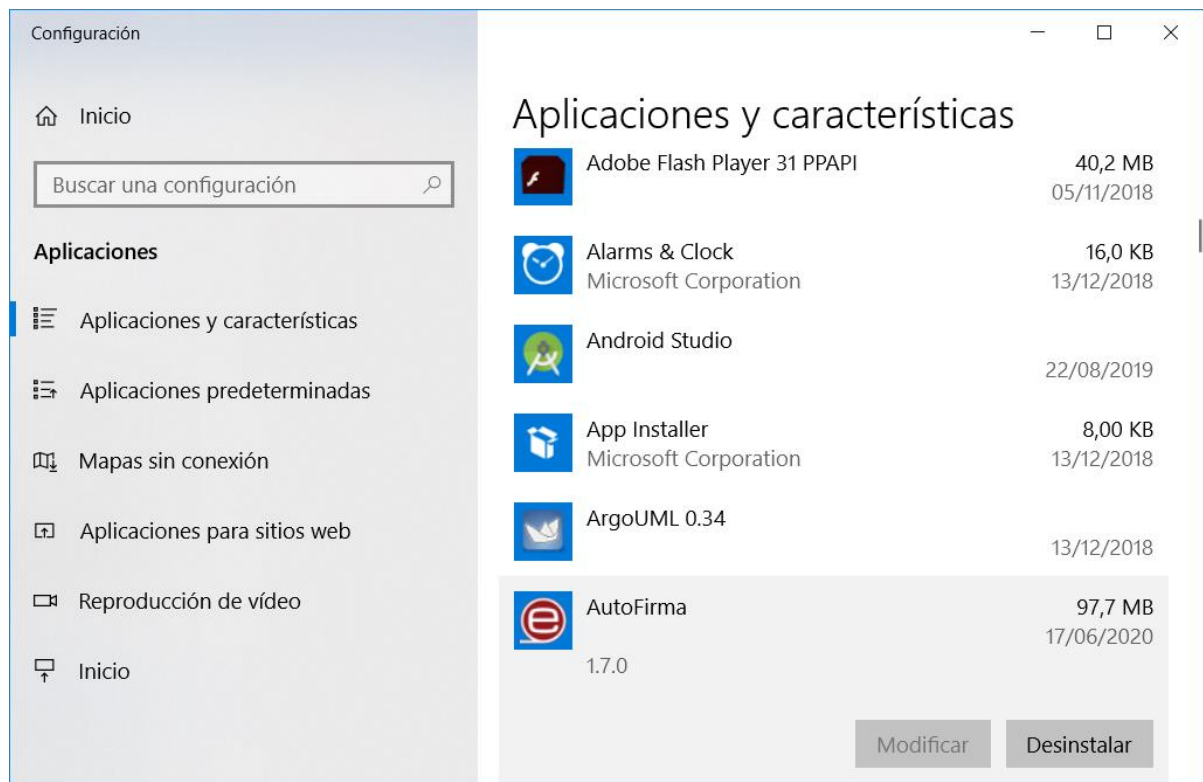 Configuración
Inicio
Buscar una configuración
Aplicaciones
Aplicaciones y características
Aplicaciones predeterminadas
Mapas sin conexión
Aplicaciones para sitios web
Reproducción de vídeo
Inicio
Aplicaciones y características
Adobe Flash Player 31 PPAPI 40,2 MB
05/11/2018
Alarms & Clock 16,0 KB
Microsoft Corporation 13/12/2018
Android Studio
22/08/2019
App Installer 8,00 KB
Microsoft Corporation 13/12/2018
ArgoUML 0.34
13/12/2018
AutoFirma 97,7 MB
17/06/2020
1.7.0
Modificar Desinstalar